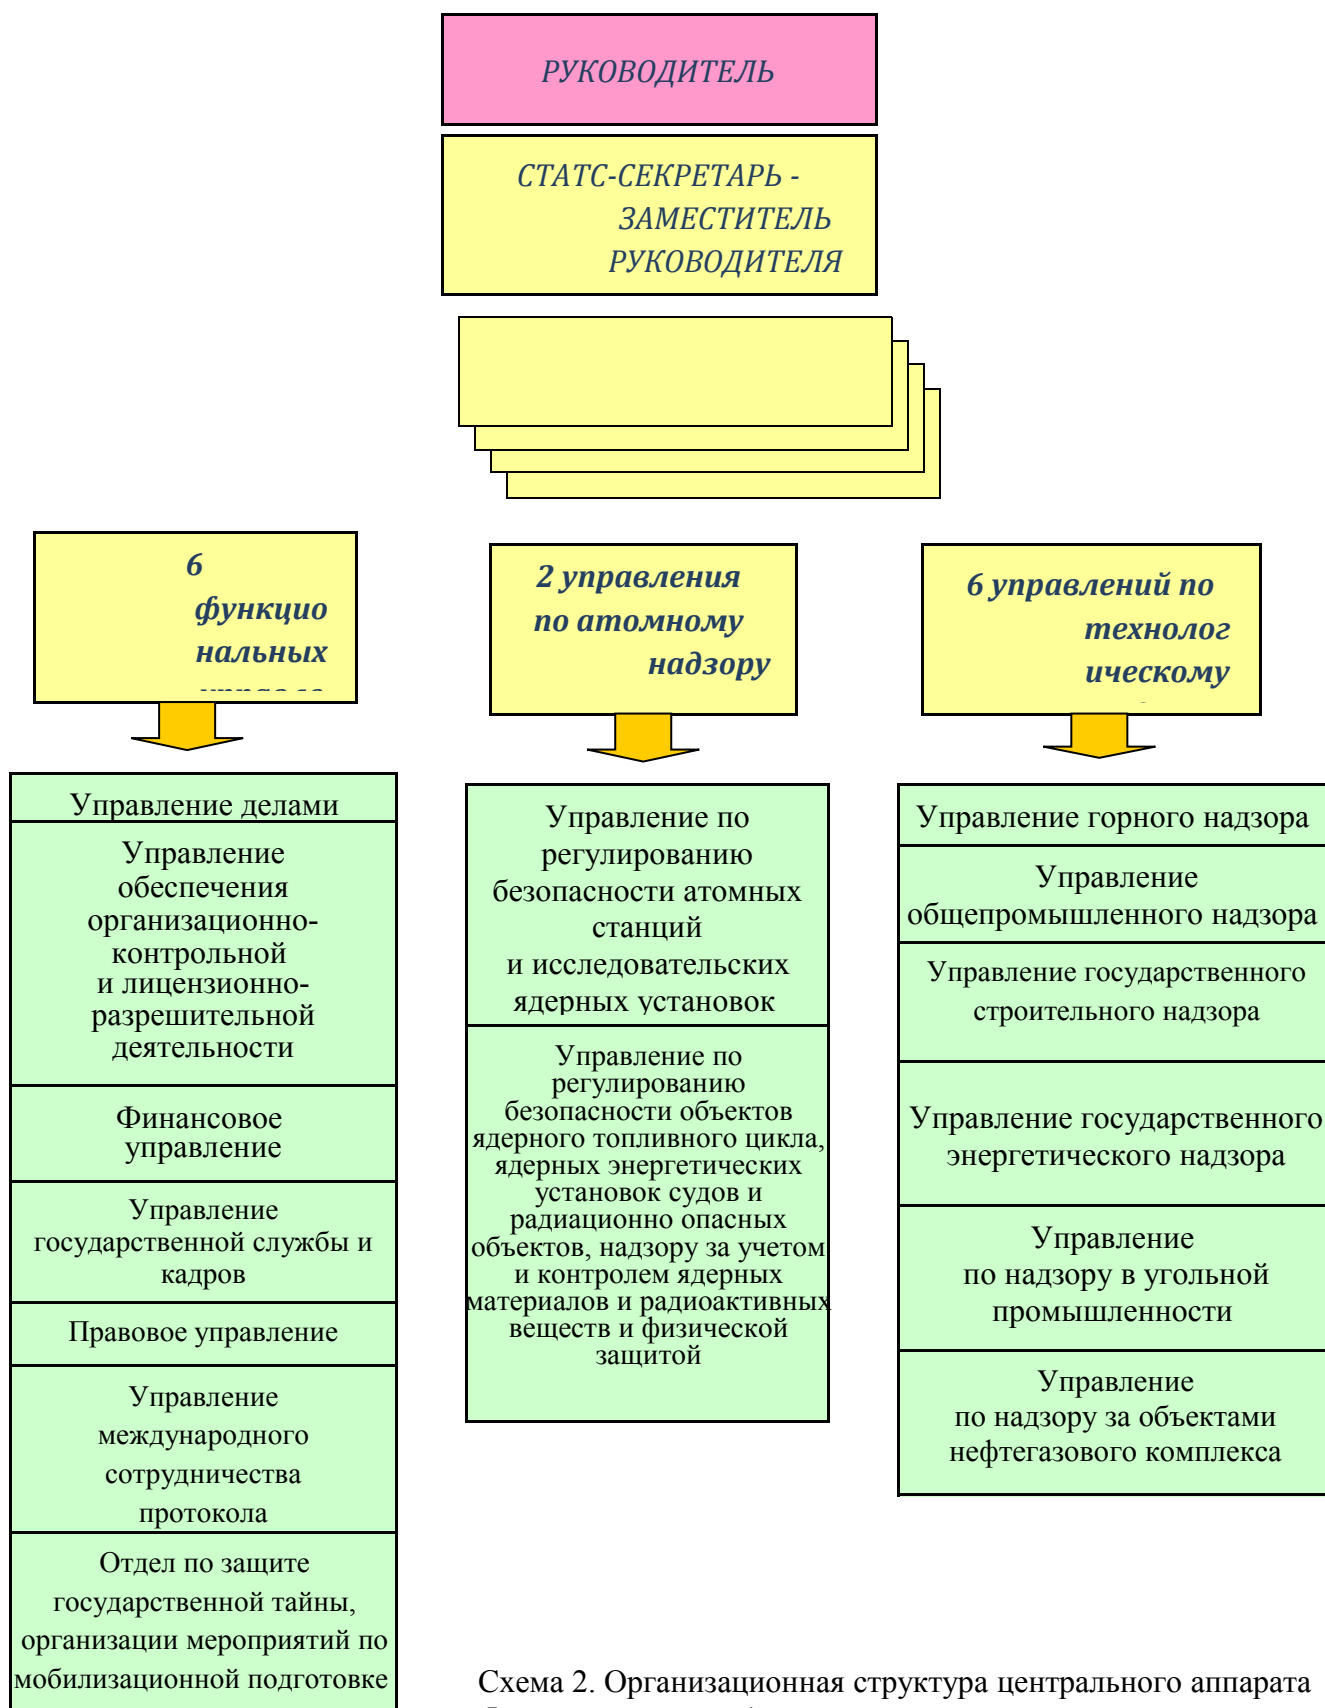 РУКОВОДИТЕЛЬ
СТАТС-СЕКРЕТАРЬ -
ЗАМЕСТИТЕЛЬ
РУКОВОДИТЕЛЯ
6
функцио
нальных
2 управления
по атомному
надзору
6 управлений по
технолог
ическому
Управление делами
Управление
обеспечения
организационно-
контрольной
и лицензионно-
разрешительной
деятельности
Финансовое
управление
Управление
государственной службы и
кадров
Правовое управление
Управление
международного
сотрудничества
протокола
Отдел по защите
государственной тайны,
организации мероприятий по
мобилизационной подготовке
Управление по
регулированию
безопасности атомных
станций
и исследовательских
ядерных установок
Управление по
регулированию
безопасности объектов
ядерного топливного цикла,
ядерных энергетических
установок судов и
радиационно опасных
объектов, надзору за учетом
и контролем ядерных
материалов и радиоактивных
веществ и физической
защитой
Управление горного надзора
Управление
общепромышленного надзора
Управление государственного
строительного надзора
Управление государственного
энергетического надзора
Управление
по надзору в угольной
промышленности
Управление
по надзору за объектами
нефтегазового комплекса
Схема 2. Организационная структура центрального аппарата